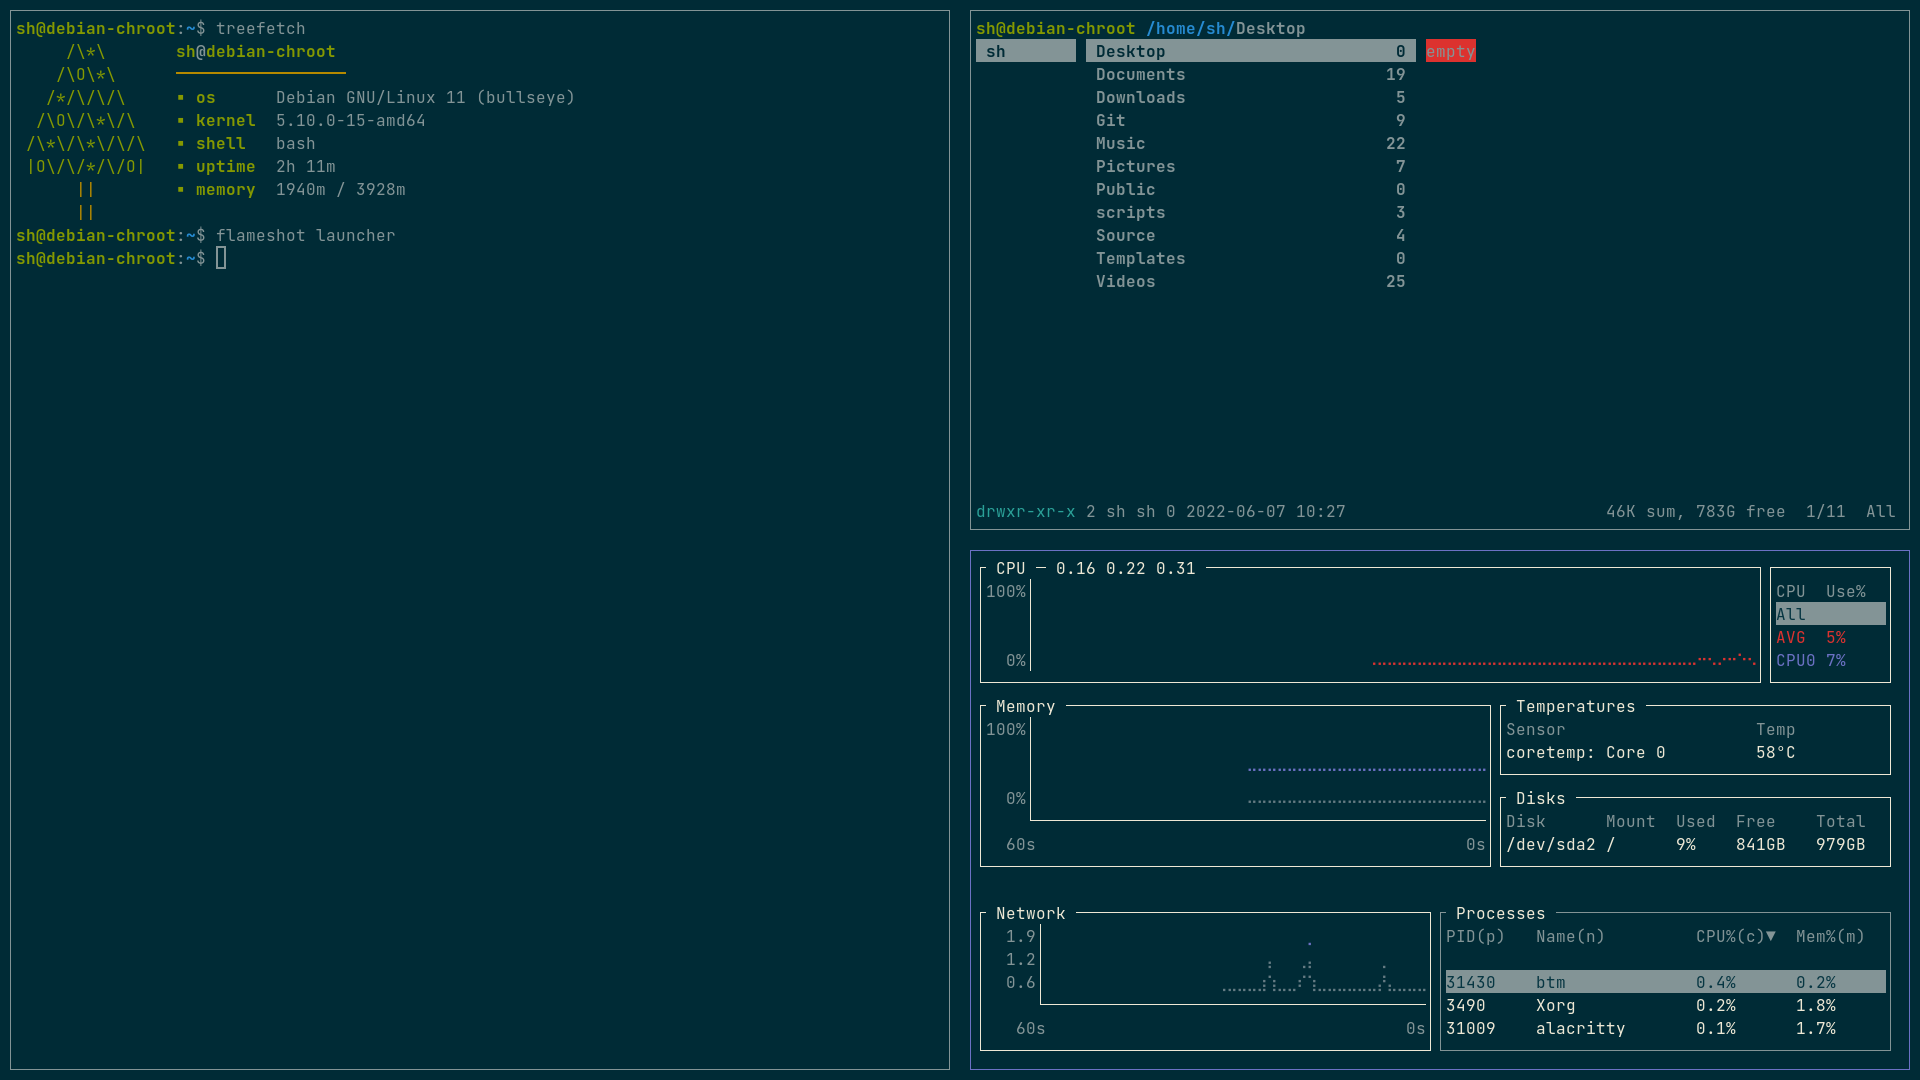 sh@debian-chroot:~$ treefetch
/\*\ sh@debian-chroot
/\O\*\
/*/\/\/\ ▪ os Debian GNU/Linux 11 (bullseye)
/\O\/\*\/\ ▪ kernel 5.10.0-15-amd64
/\*\/\*\/\/\ ▪ shell bash
|O\/\/*/\/O| ▪ uptime 2h 11m
|| ▪ memory 1940m / 3928m
||
sh@debian-chroot:~$ flameshot launcher
sh@debian-chroot:~$
sh@debian-chroot /home/sh/Desktop
sh Desktop 0 empty
Documents 19
Downloads 5
Git 9
Music 22
Pictures 7
Public 0
scripts 3
Source 4
Templates 0
Videos 25
drwxr-xr-x 2 sh sh 0 2022-06-07 10:27 46K sum, 783G free 1/11 All
CPU ─ 0.16 0.22 0.31
100%
0%
CPU Use%
All
AVG 5%
CPU0 7%
Memory
100%
0%
60s 0s
Temperatures
Sensor Temp
coretemp: Core 0 58°C
Disks
Disk Mount Used Free Total
/dev/sda2 / 9% 841GB 979GB
Network
1.9
1.2
0.6
60s 0s
Processes
PID(p) Name(n) CPU%(c)▼ Mem%(m)
31430 btm 0.4% 0.2%
3490 Xorg 0.2% 1.8%
31009 alacritty 0.1% 1.7%